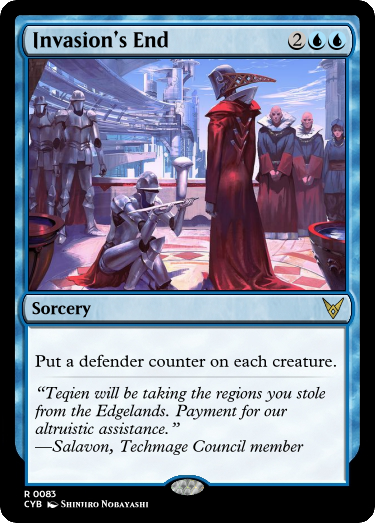 Invasion's End 2
Sorcery
Put a defender counter on each creature.
“Teqien will be taking the regions you stole
from the Edgelands. Payment for our
altruistic assistance.”
—Salavon, Techmage Council member
R 0083
CYB Shinjiro Nobayashi